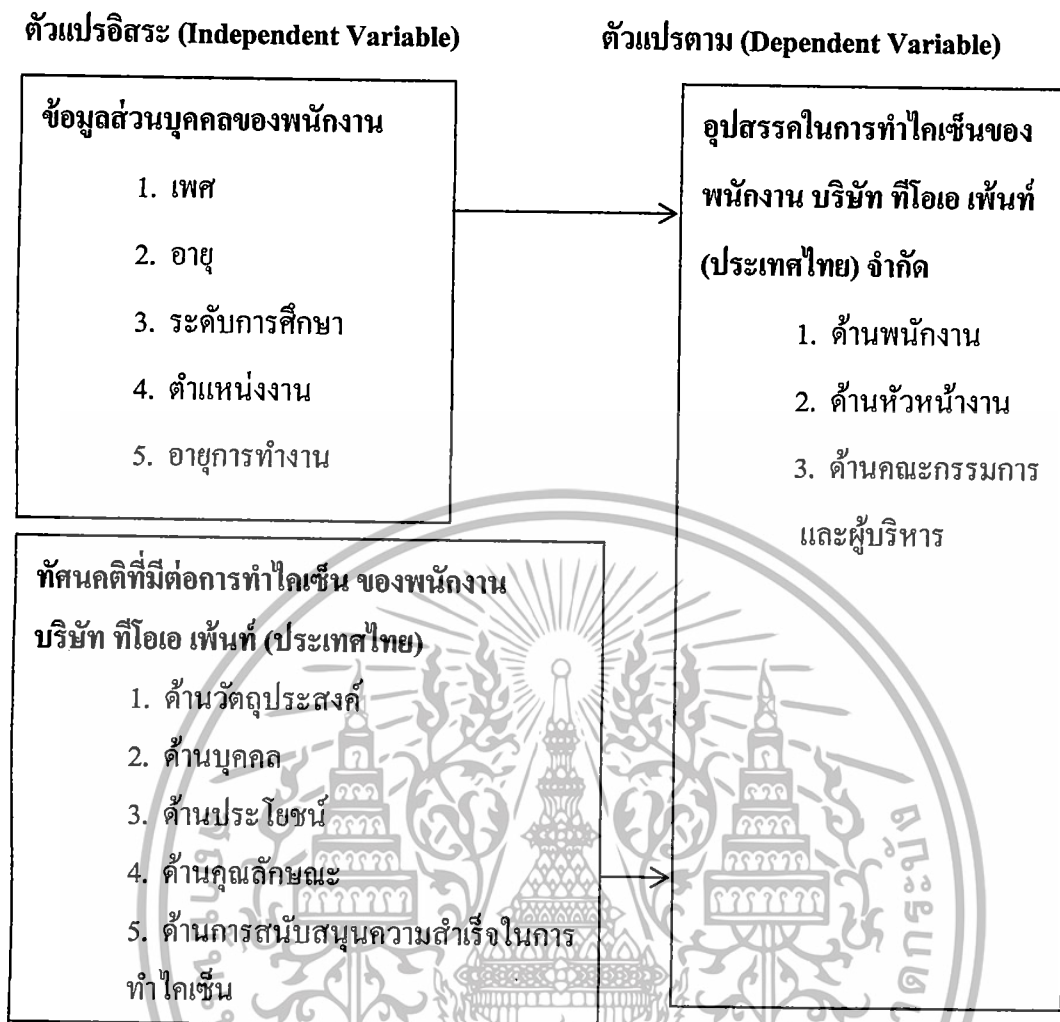 ตัวแปรอิสระ (Independent Variable)
ตัวแปรตาม (Dependent Variable)
ข้อมูลส่วนบุคคลของพนักงาน
1. เพศ
2. อายุ
3. ระดับการศึกษา
4. ตำแหน่งงาน
5. อายุการทำงาน
ทัศนคติที่มีต่อการทำไคเซ็น ของพนักงาน
บริษัท ทีโอเอ เพ้นท์ (ประเทศไทย)
1. ด้านวัตถุประสงค์
2. ด้านบุคคล
3. ด้านประโยชน์
4. ด้านคุณลักษณะ
5. ด้านการสนับสนุนความสำเร็จในการ
ทำไคเซ็น
อุปสรรคในการทำไคเซ็นของ
พนักงาน บริษัท ทีโอเอ เพ้นท์
(ประเทศไทย) จำกัด
1. ด้านพนักงาน
2. ด้านหัวหน้างาน
3. ด้านคณะกรรมการ
และผู้บริหาร